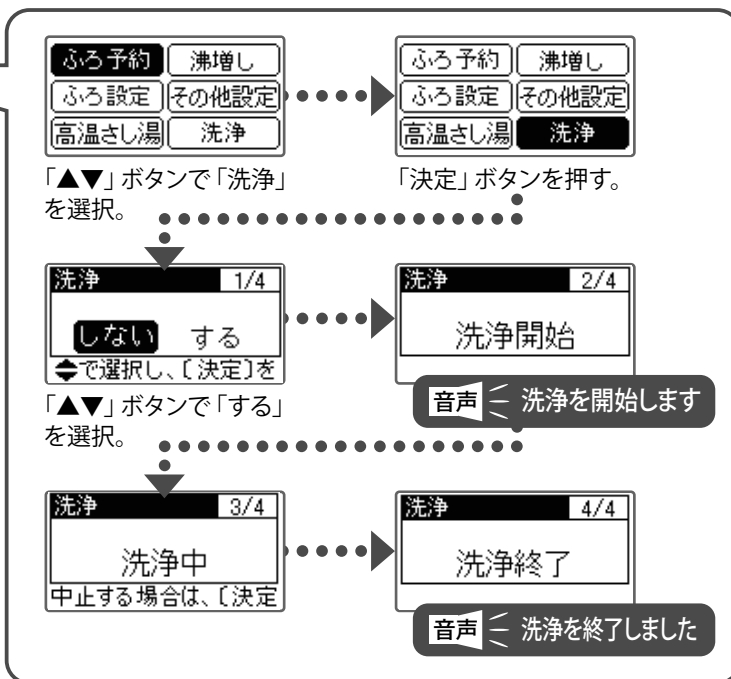 ふろ予約 沸増し
ふろ設定 その他設定
高温さし湯 洗浄
「▲▼」ボタンで「洗浄」
を選択。
ふろ予約 沸増し
ふろ設定 その他設定
高温さし湯 洗浄
「決定」ボタンを押す。
洗浄 1/4
しない する
◆で選択し、〔決定〕を
「▲▼」ボタンで「する」
を選択。
洗浄 2/4
洗浄開始
音声 洗浄を開始します
洗浄 3/4
洗浄中
中止する場合は、〔決定
洗浄 4/4
洗浄終了
音声 洗浄を終了しました